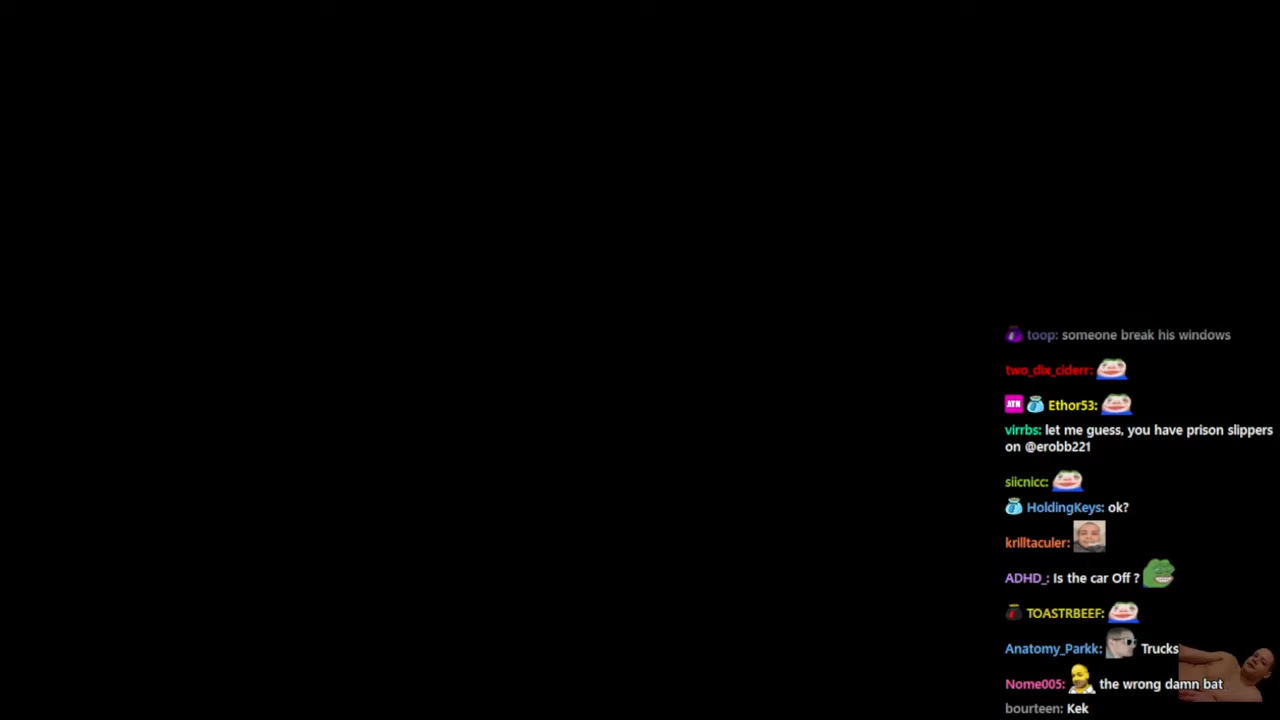 toop: someone break his windows
two_dix_ciderr:
ATN Ethor53:
virrbs: let me guess, you have prison slippers
on @erobb221
siicnicc:
HoldingKeys: ok?
krilltaculer:
ADHD_: Is the car Off ?
TOASTRBEEF:
Anatomy_Parkk: Trucks
Nome005: the wrong damn bat
bourteen: Kek